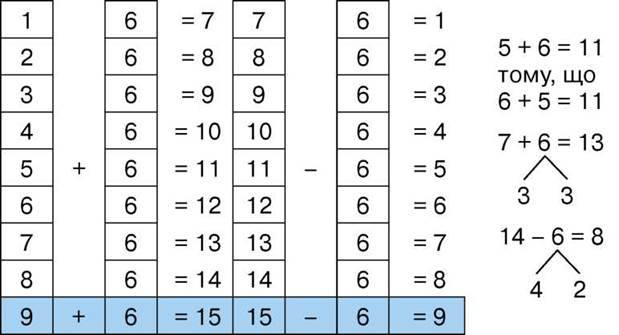 1 6 = 7 7 6 = 1
2 6 = 8 8 6 = 2
3 6 = 9 9 6 = 3
4 6 = 10 10 6 = 4
5 + 6 = 11 11 – 6 = 5
6 6 = 12 12 6 = 6
7 6 = 13 13 6 = 7
8 6 = 14 14 6 = 8
9 + 6 = 15 15 – 6 = 9
5 + 6 = 11
тому, що
6 + 5 = 11
7 + 6 = 13
3 3
14 – 6 = 8
4 2